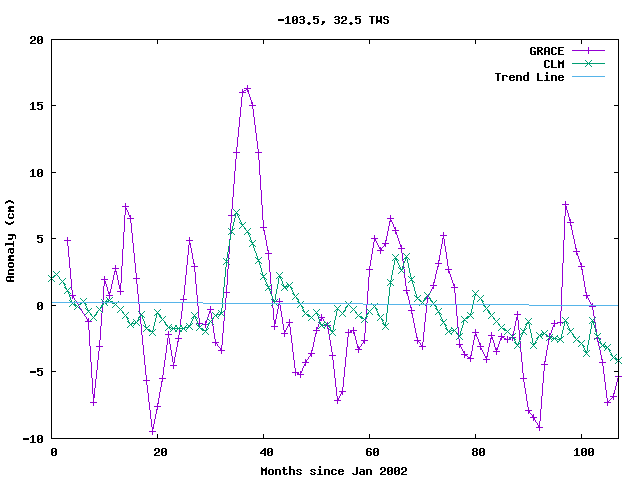 -103.5, 32.5 TWS
GRACE
CLM
Trend Line
20
15
10
5
0
-5
-10
Anomaly (cm)
0 20 40 60 80 100
Months since Jan 2002